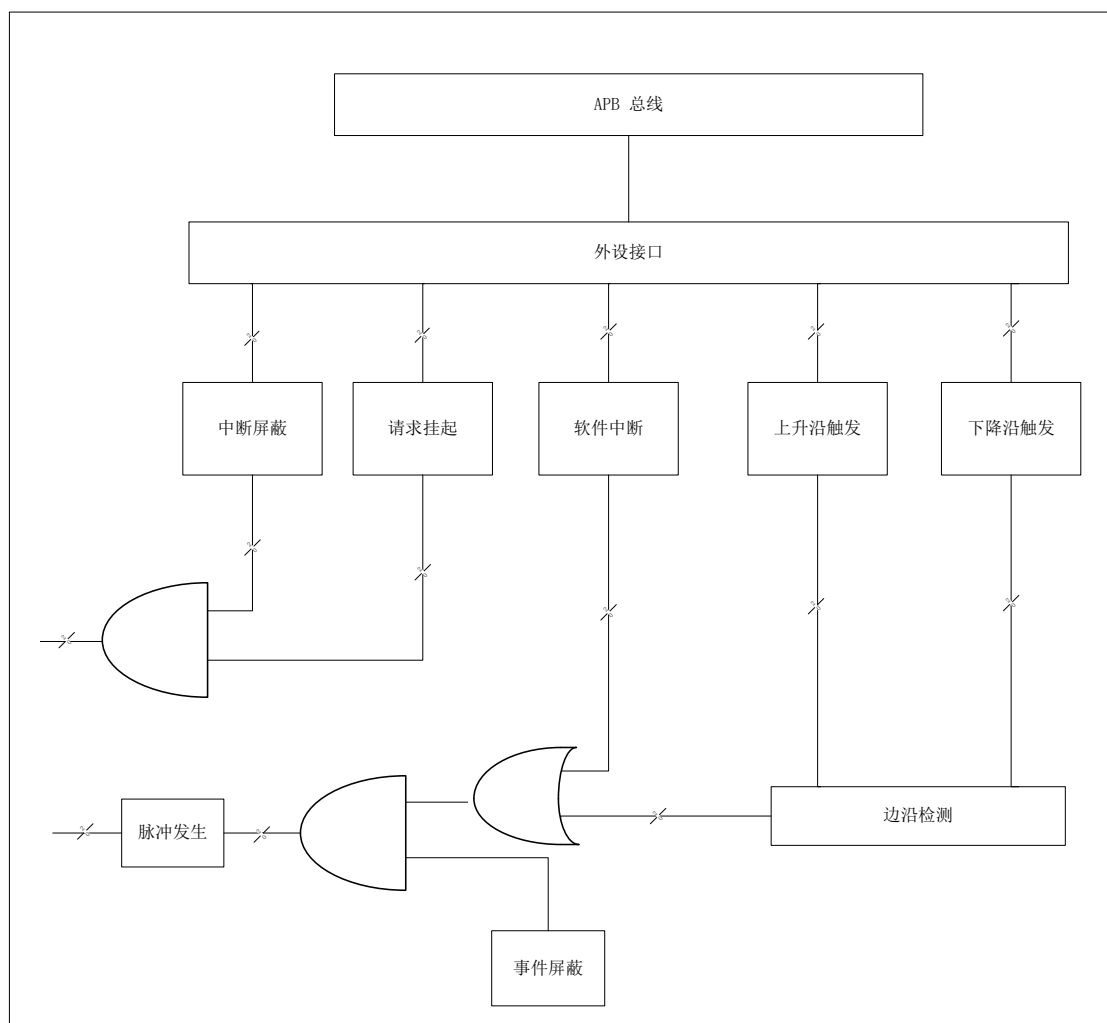 APB 总线
外设接口
中断屏蔽
请求挂起
软件中断
上升沿触发
下降沿触发
脉冲发生
边沿检测
事件屏蔽